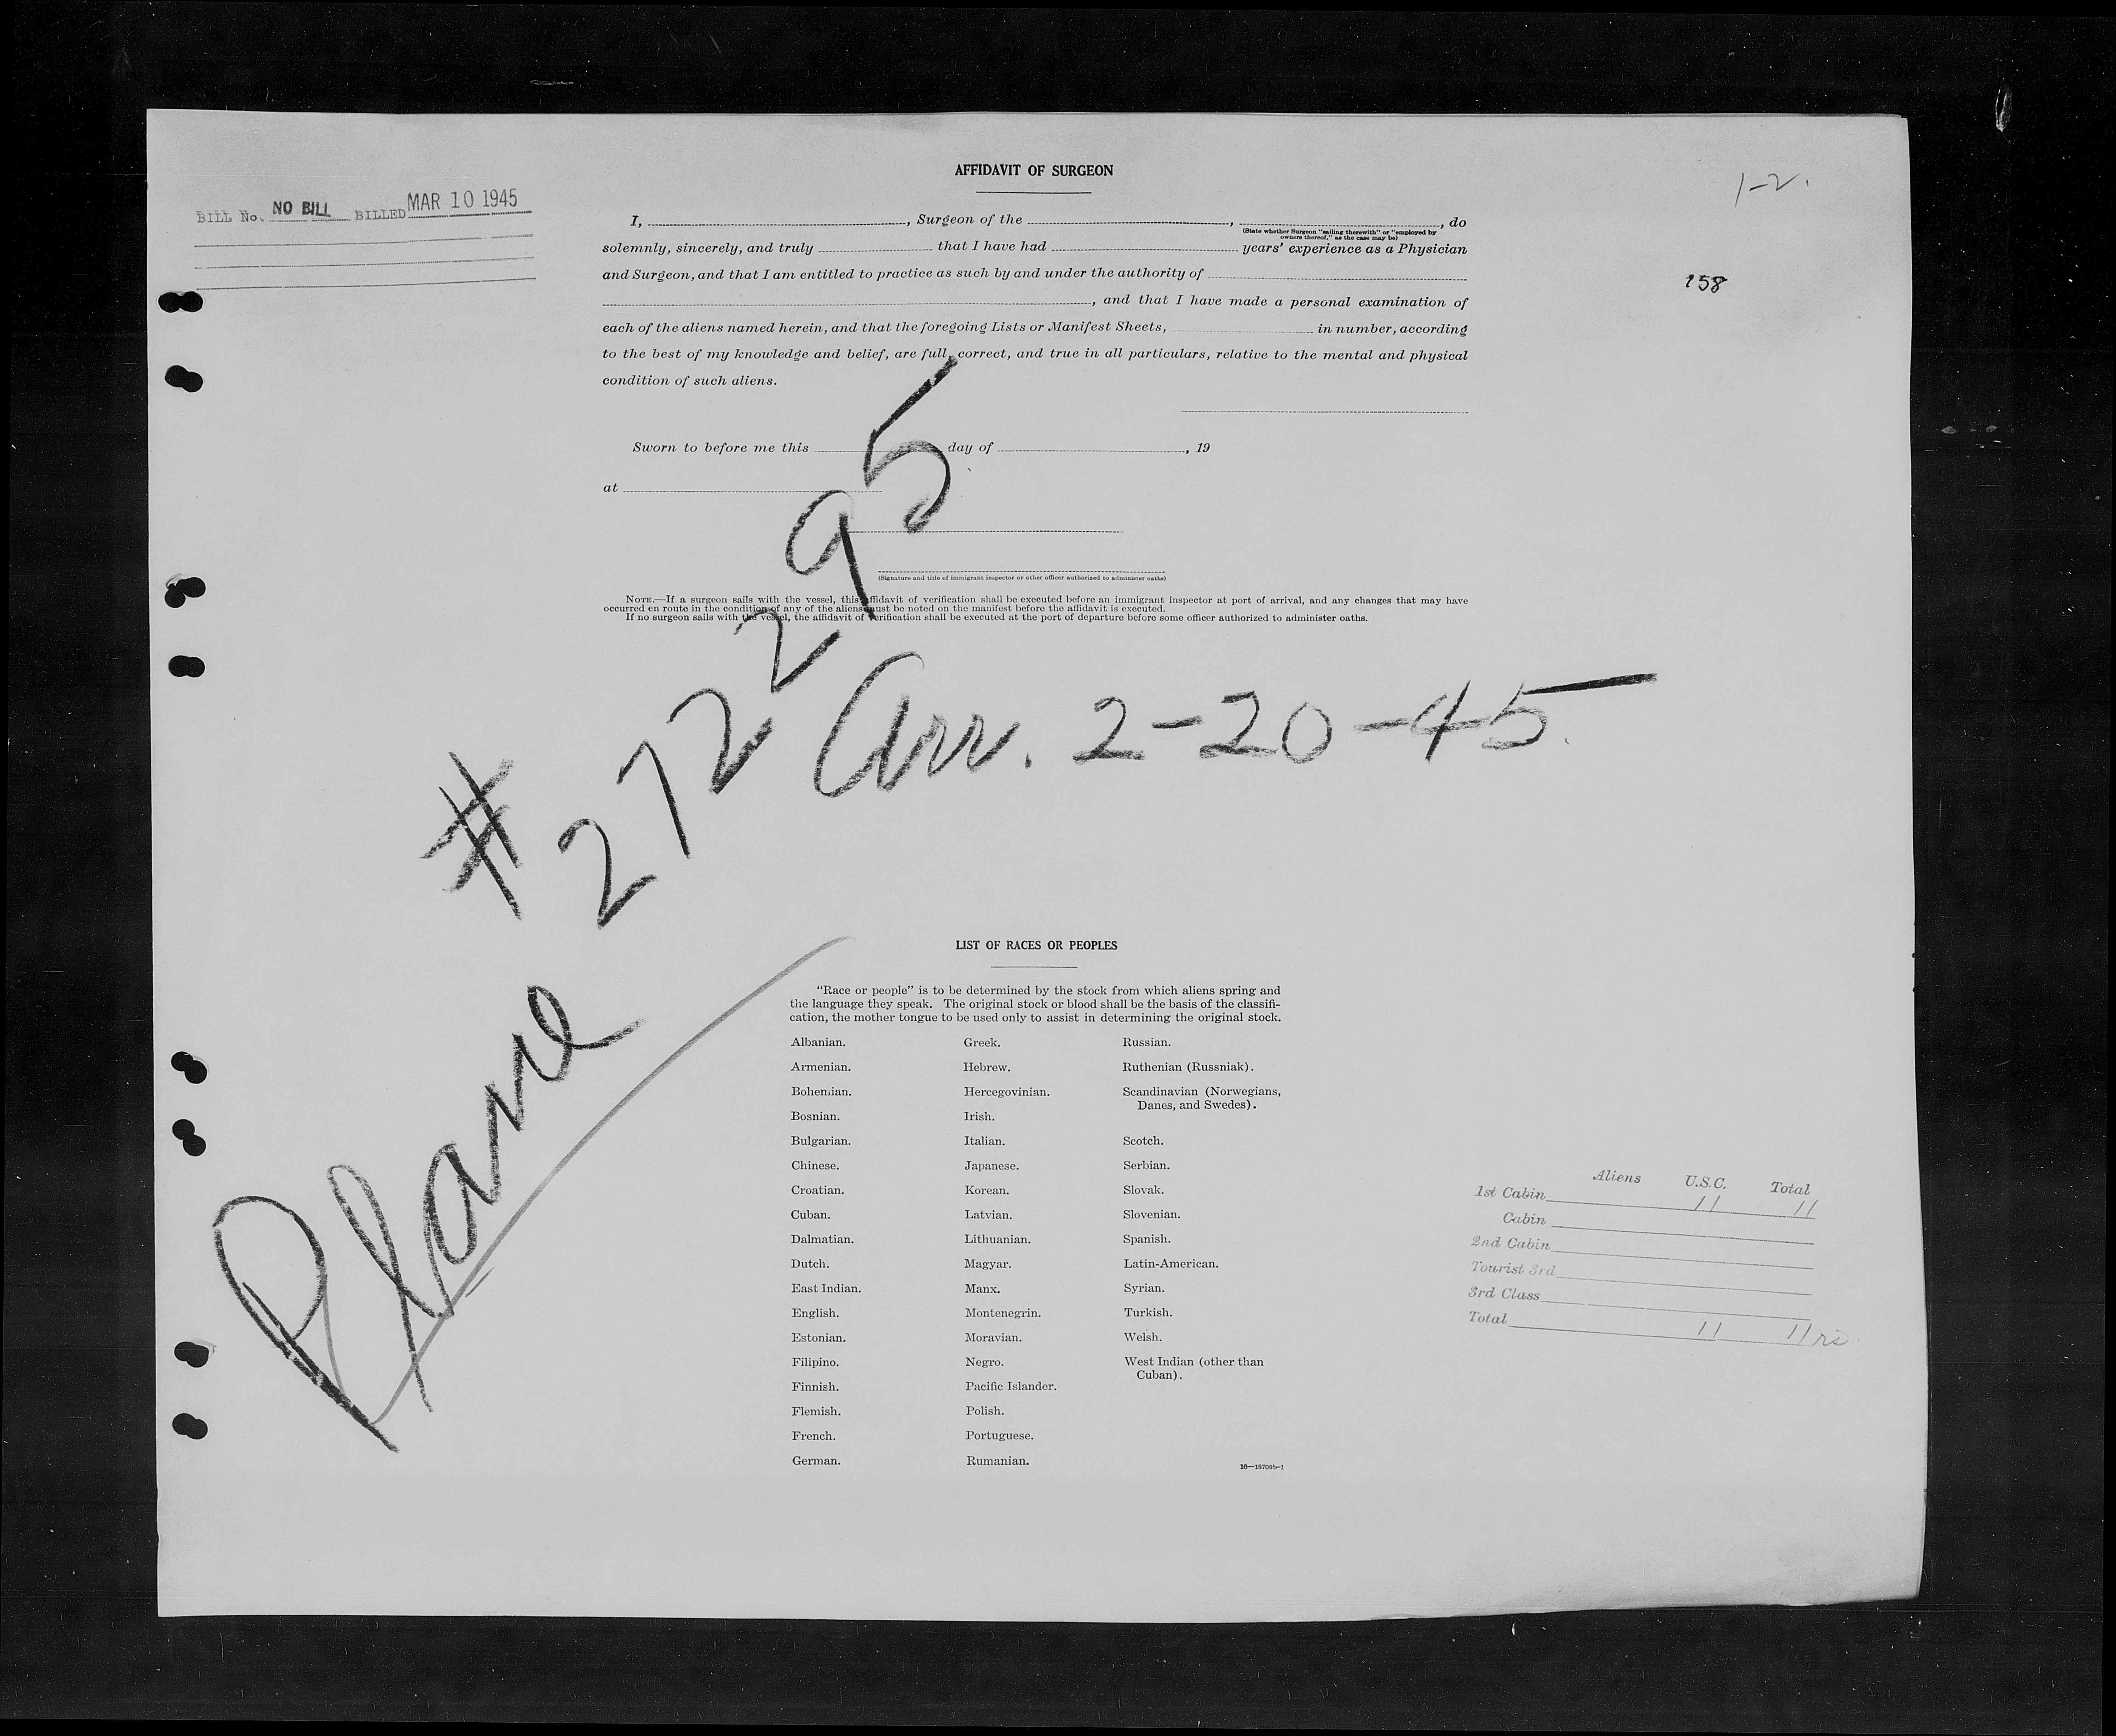 AFFIDAVIT OF SURGEON
1-2.
BILL No. NO BILL BILLED MAR 10 1945
158
I, , Surgeon of the , , do
(State whether Surgeon "sailing therewith" or "employed by
owners thereof," as the case may be)
solemnly, sincerely, and truly that I have had years' experience as a Physician
and Surgeon, and that I am entitled to practice as such by and under the authority of
, and that I have made a personal examination of
each of the aliens named herein, and that the foregoing Lists or Manifest Sheets, in number, according
to the best of my knowledge and belief, are full, correct, and true in all particulars, relative to the mental and physical
condition of such aliens.
Sworn to before me this day of , 19
at
(Signature and title of immigrant inspector or other officer authorized to administer oaths)
NOTE.—If a surgeon sails with the vessel, this affidavit of verification shall be executed before an immigrant inspector at port of arrival, and any changes that may have
occurred en route in the condition of any of the aliens must be noted on the manifest before the affidavit is executed.
If no surgeon sails with the vessel, the affidavit of verification shall be executed at the port of departure before some officer authorized to administer oaths.
Plane # 272295
Arr. 2-20-45
LIST OF RACES OR PEOPLES
"Race or people" is to be determined by the stock from which aliens spring and
the language they speak. The original stock or blood shall be the basis of the classifi-
cation, the mother tongue to be used only to assist in determining the original stock.
Albanian.
Armenian.
Bohemian.
Bosnian.
Bulgarian.
Chinese.
Croatian.
Cuban.
Dalmatian.
Dutch.
East Indian.
English.
Estonian.
Filipino.
Finnish.
Flemish.
French.
German.
Greek.
Hebrew.
Hercegovinian.
Irish.
Italian.
Japanese.
Korean.
Latvian.
Lithuanian.
Magyar.
Manx.
Montenegrin.
Moravian.
Negro.
Pacific Islander.
Polish.
Portuguese.
Rumanian.
Russian.
Ruthenian (Russniak).
Scandinavian (Norwegians,
Danes, and Swedes).
Scotch.
Serbian.
Slovak.
Slovenian.
Spanish.
Latin-American.
Syrian.
Turkish.
Welsh.
West Indian (other than
Cuban).
16—18709b-1
Aliens U.S.C. Total
1st Cabin 11 11
Cabin
2nd Cabin
Tourist 3rd
3rd Class
Total 11 11